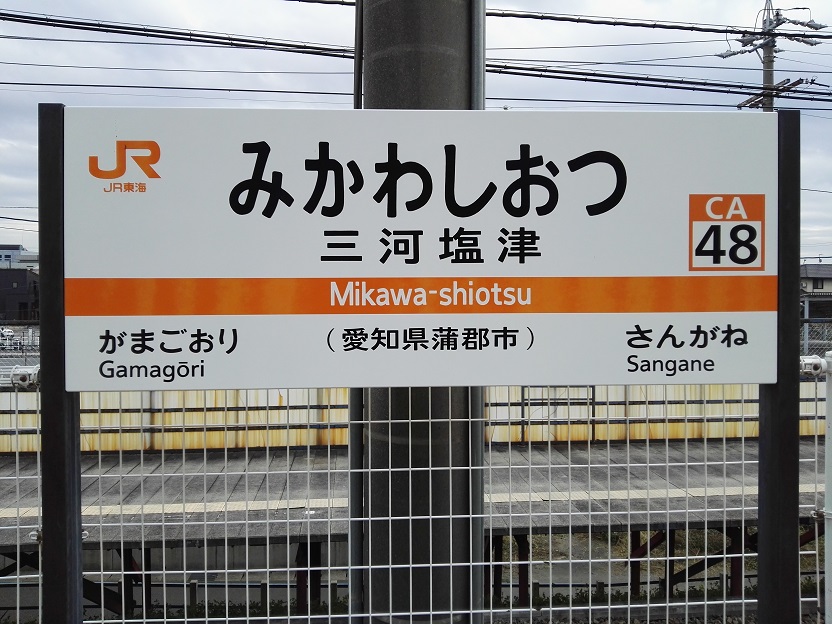 JR
JR東海
みかわしおつ
三河塩津
CA
48
Mikawa-shiotsu
がまごおり
Gamagōri
(愛知県蒲郡市)
さんがね
Sangane